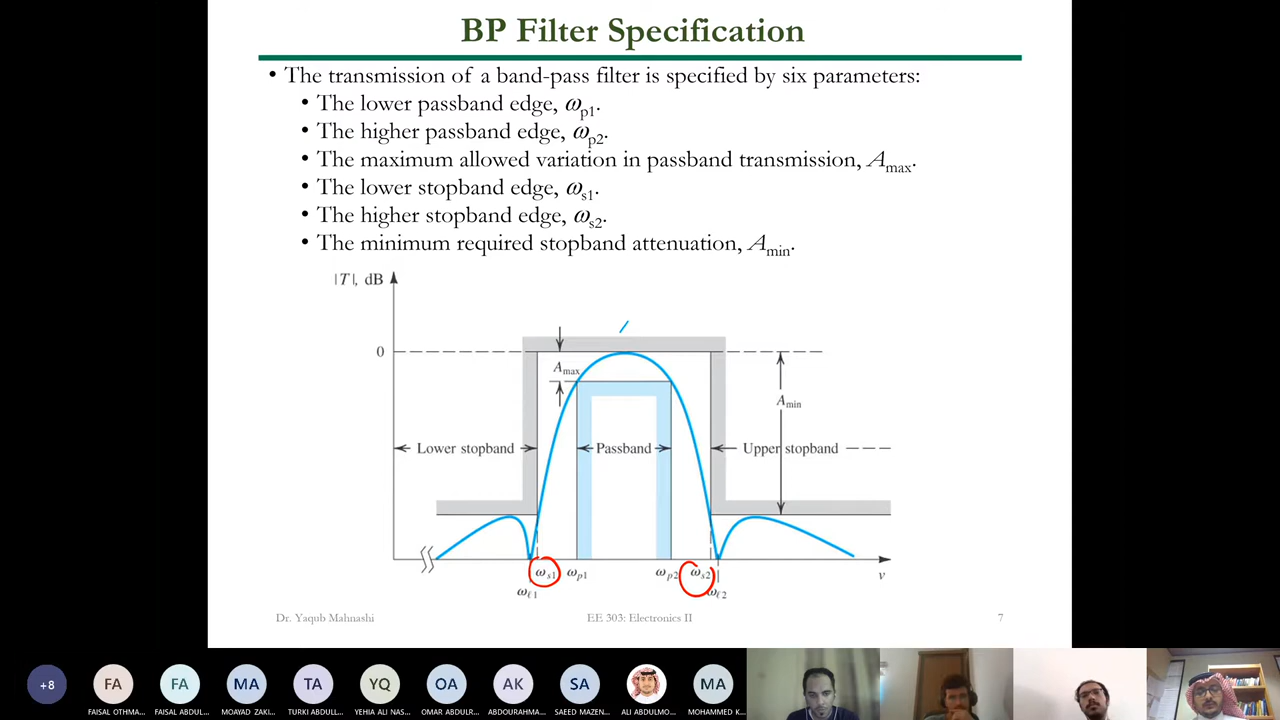 BP Filter Specification
• The transmission of a band-pass filter is specified by six parameters:
• The lower passband edge, ωp1.
• The higher passband edge, ωp2.
• The maximum allowed variation in passband transmission, Amax.
• The lower stopband edge, ωs1.
• The higher stopband edge, ωs2.
• The minimum required stopband attenuation, Amin.
|T|, dB
0
Amax
Amin
Lower stopband
Passband
Upper stopband
ωs1 ωp1 ωp2 ωs2 ν
ωℓ1 ωℓ2
Dr. Yaqub Mahnashi EE 303: Electronics II 7
+8 FA FA MA TA YQ OA AK SA MA
FAISAL OTHMA... FAISAL ABDUL... MOAYAD ZAKI... TURKI ABDULL... YEHIA ALI NAS... OMAR ABDULR... ABDOURAHMA... SAEED MAZEN... ALI ABDULMO... MOHAMMED K...